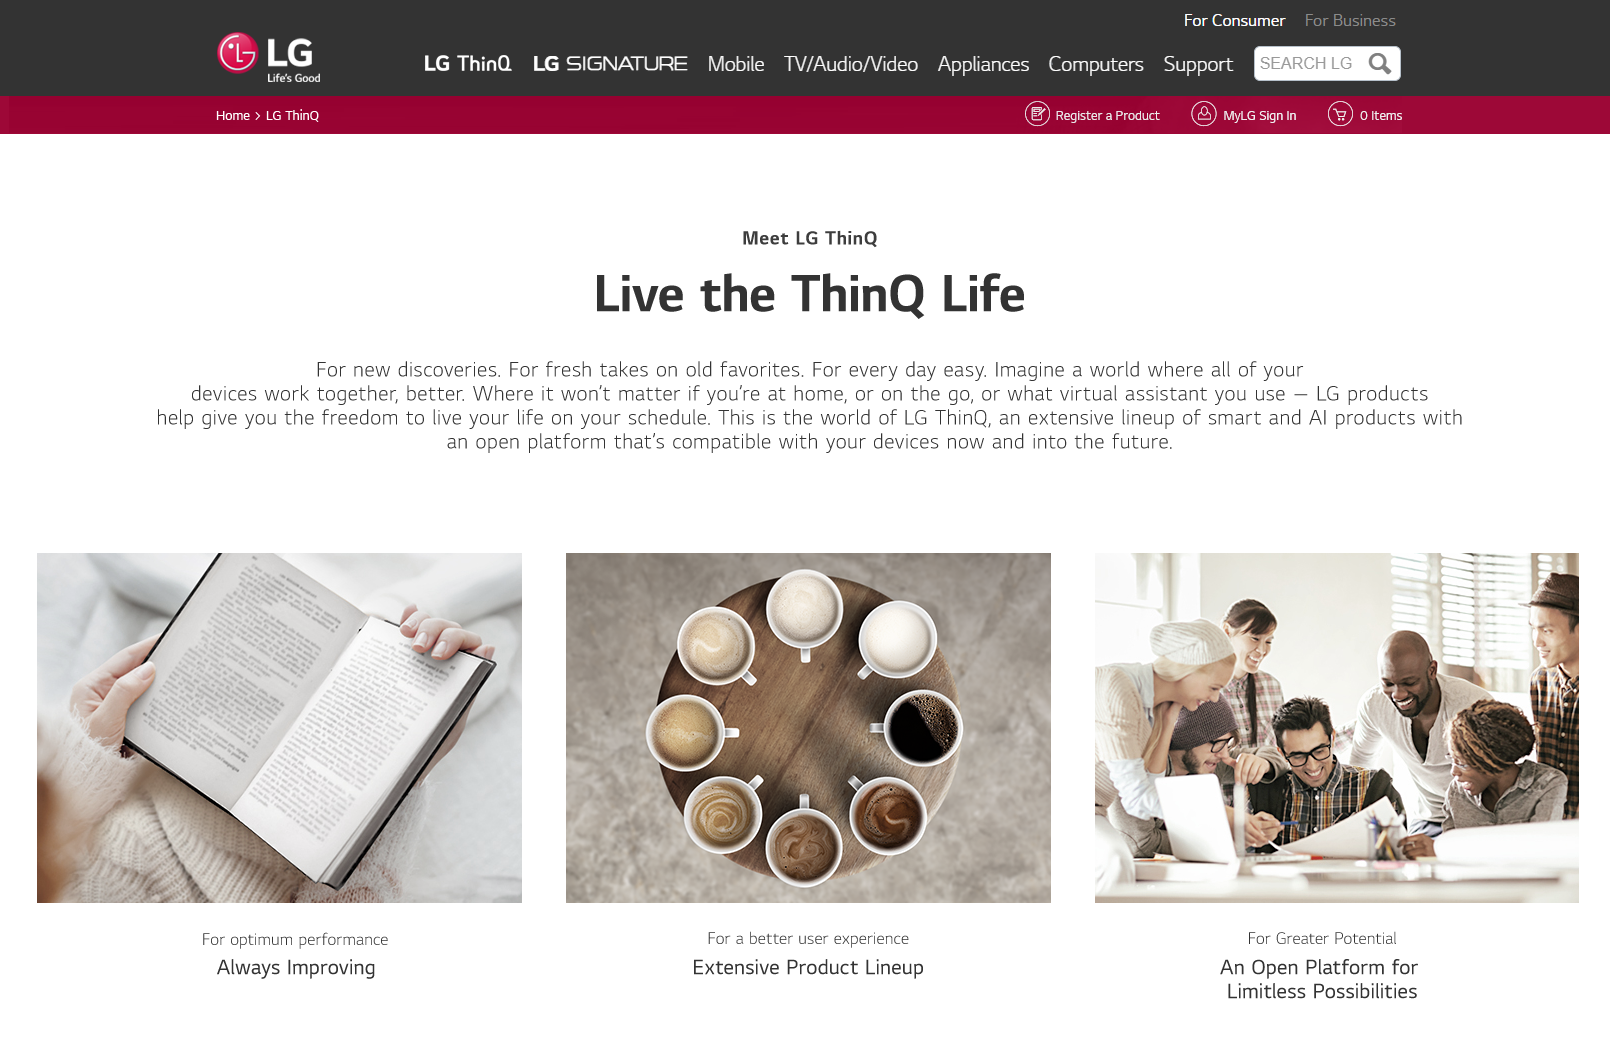 For Consumer For Business
LG
Life's Good
LG ThinQ LG SIGNATURE Mobile TV/Audio/Video Appliances Computers Support SEARCH LG
Home > LG ThinQ Register a Product MyLG Sign In 0 Items
Meet LG ThinQ
Live the ThinQ Life
For new discoveries. For fresh takes on old favorites. For every day easy. Imagine a world where all of your
devices work together, better. Where it won't matter if you're at home, or on the go, or what virtual assistant you use — LG products
help give you the freedom to live your life on your schedule. This is the world of LG ThinQ, an extensive lineup of smart and AI products with
an open platform that's compatible with your devices now and into the future.
For optimum performance
Always Improving
For a better user experience
Extensive Product Lineup
For Greater Potential
An Open Platform for
Limitless Possibilities